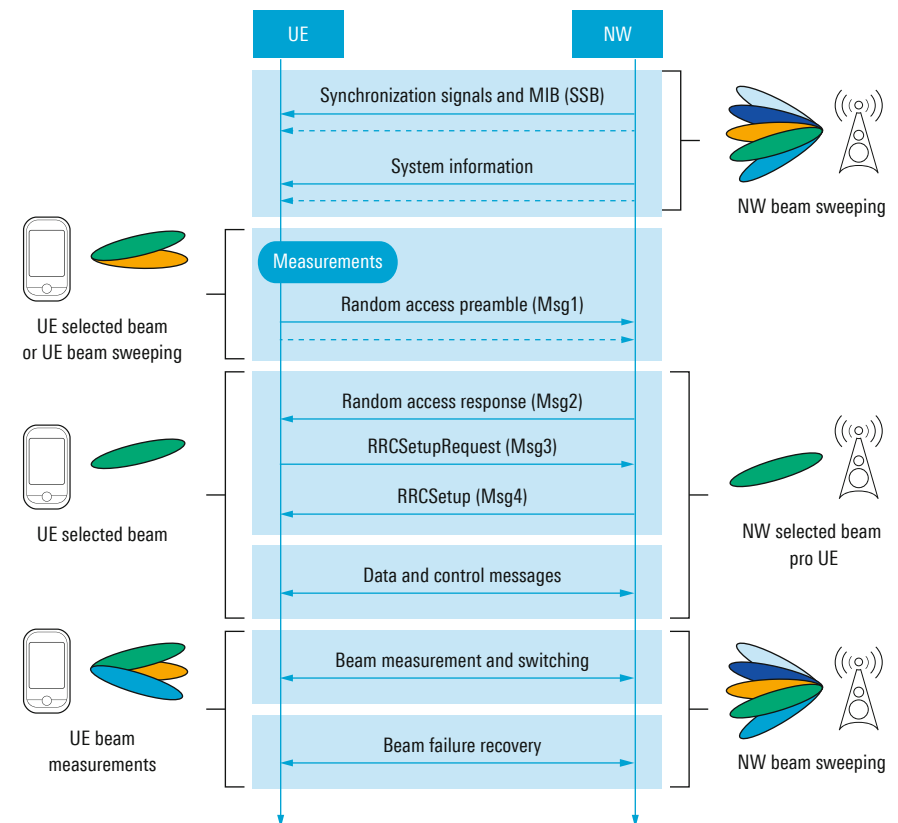 UE
NW
Synchronization signals and MIB (SSB)
System information
NW beam sweeping
Measurements
Random access preamble (Msg1)
UE selected beam
or UE beam sweeping
Random access response (Msg2)
RRCSetupRequest (Msg3)
RRCSetup (Msg4)
UE selected beam
NW selected beam
pro UE
Data and control messages
Beam measurement and switching
UE beam
measurements
Beam failure recovery
NW beam sweeping